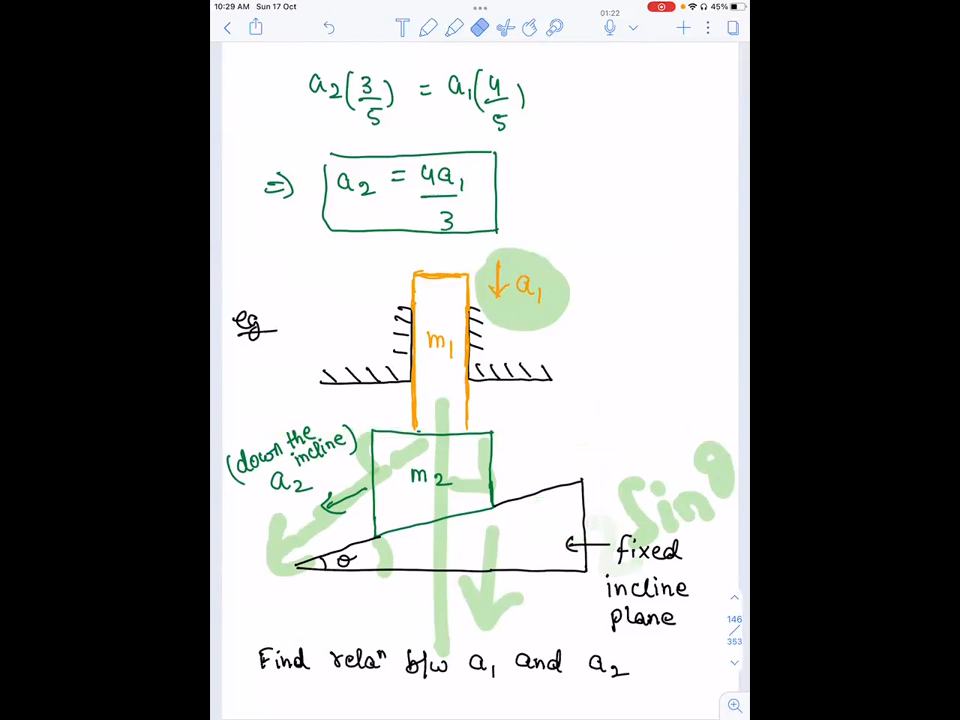 10:29 AM Sun 17 Oct
45%
01:22
a2(3/5) = a1(4/5)
⇒ a2 = 4a1/3
eg
↓ a1
m1
(down the
incline)
a2
m2
sin θ
θ
fixed
incline
plane
146
/
353
Find relaⁿ b/w a1 and a2